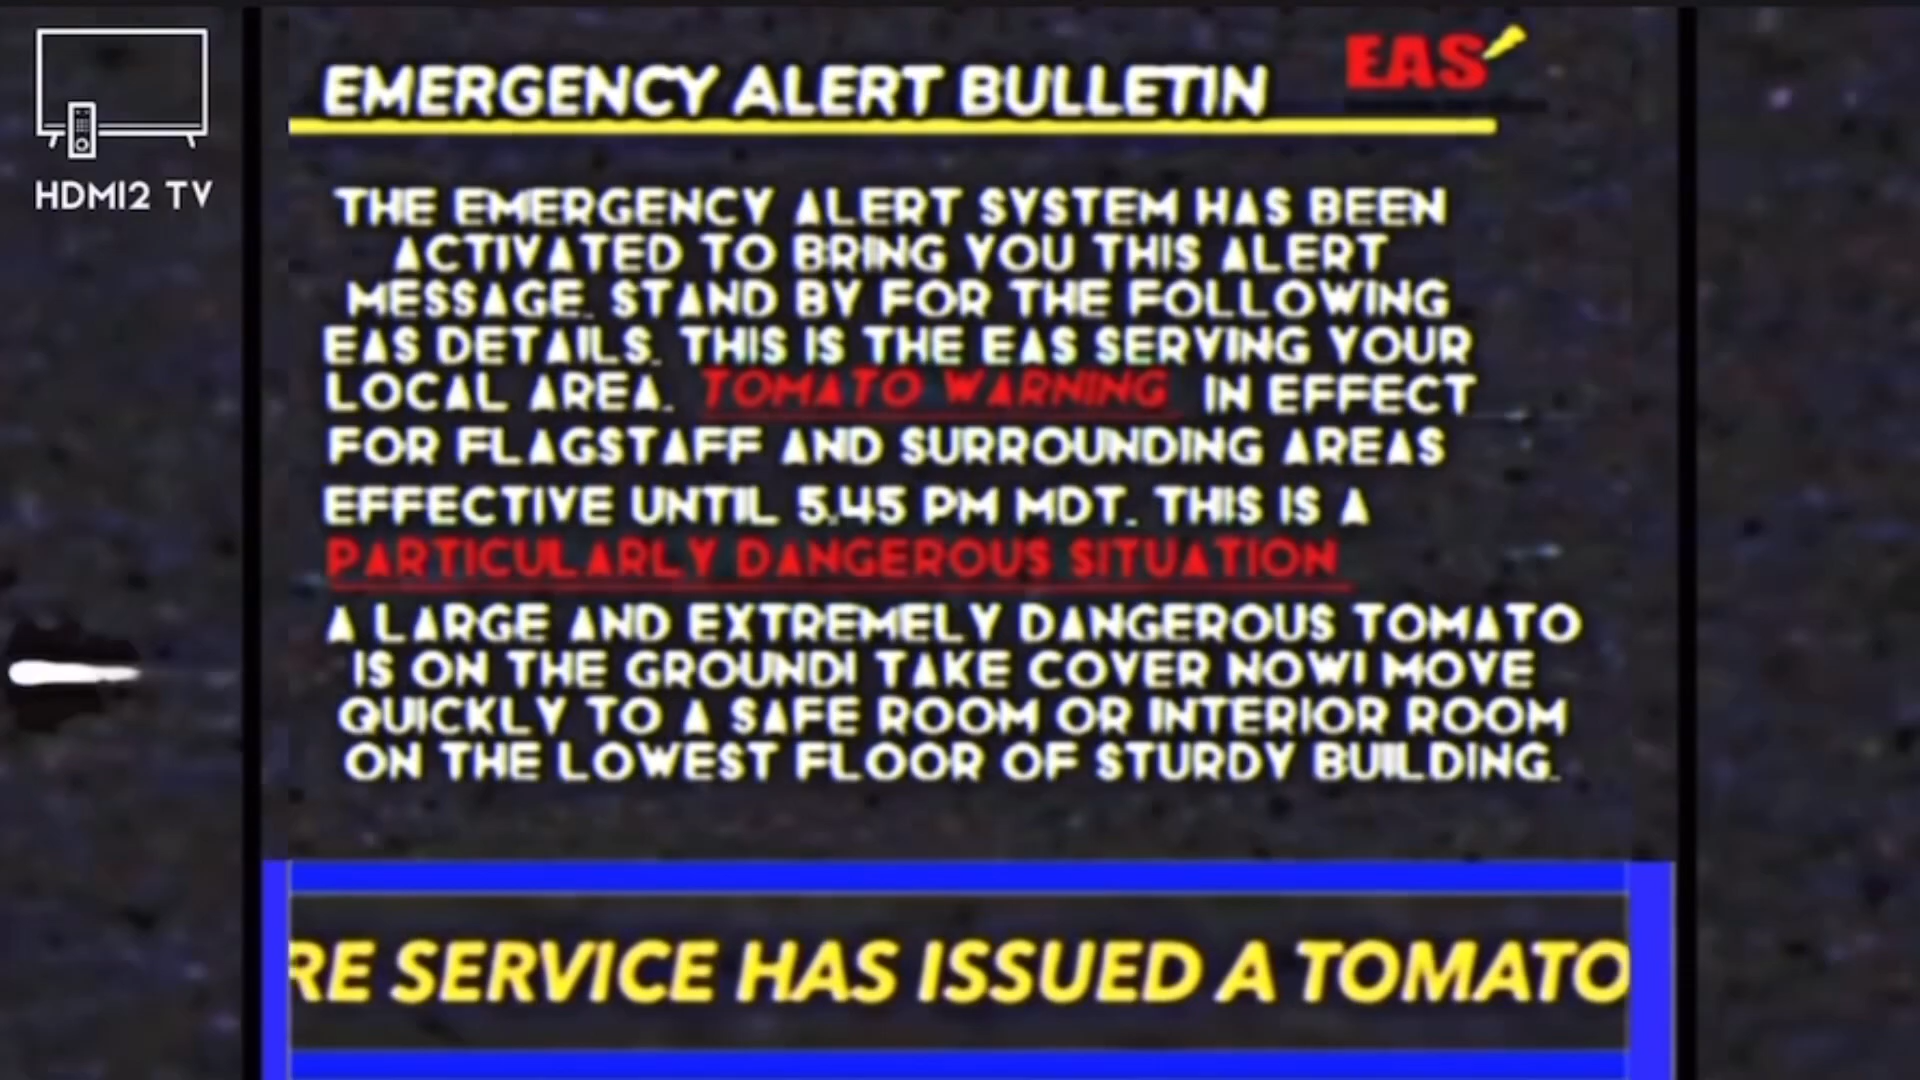 HDMI2 TV
EMERGENCY ALERT BULLETIN
EAS
THE EMERGENCY ALERT SYSTEM HAS BEEN
ACTIVATED TO BRING YOU THIS ALERT
MESSAGE. STAND BY FOR THE FOLLOWING
EAS DETAILS. THIS IS THE EAS SERVING YOUR
LOCAL AREA. TOMATO WARNING IN EFFECT
FOR FLAGSTAFF AND SURROUNDING AREAS
EFFECTIVE UNTIL 5.45 PM MDT. THIS IS A
PARTICULARLY DANGEROUS SITUATION
A LARGE AND EXTREMELY DANGEROUS TOMATO
IS ON THE GROUND! TAKE COVER NOW! MOVE
QUICKLY TO A SAFE ROOM OR INTERIOR ROOM
ON THE LOWEST FLOOR OF STURDY BUILDING.
RE SERVICE HAS ISSUED A TOMATO